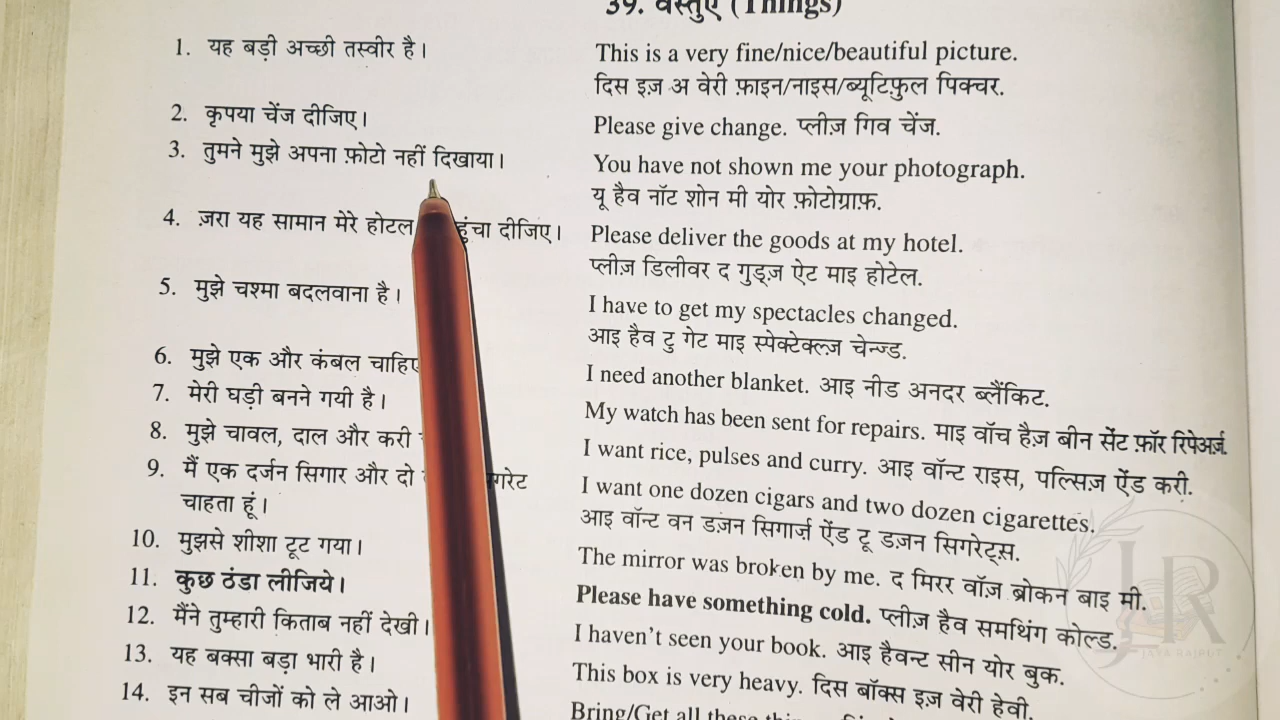 39. वस्तुएं (Things)
1. यह बड़ी अच्छी तस्वीर है। This is a very fine/nice/beautiful picture.
दिस इज़ अ वेरी फ़ाइन/नाइस/ब्यूटिफ़ुल पिक्चर.
2. कृपया चेंज दीजिए। Please give change. प्लीज़ गिव चेंज.
3. तुमने मुझे अपना फ़ोटो नहीं दिखाया। You have not shown me your photograph.
यू हैव नॉट शोन मी योर फ़ोटोग्राफ़.
4. ज़रा यह सामान मेरे होटल हुंचा दीजिए। Please deliver the goods at my hotel.
प्लीज़ डिलीवर द गुड्ज़ ऐट माइ होटेल.
5. मुझे चश्मा बदलवाना है। I have to get my spectacles changed.
आइ हैव टु गेट माइ स्पेक्टेक्ल्ज़ चेन्ज्ड.
6. मुझे एक और कंबल चाहिए I need another blanket. आइ नीड अनदर ब्लैंकिट.
7. मेरी घड़ी बनने गयी है। My watch has been sent for repairs. माइ वॉच हैज़ बीन सेंट फ़ॉर रिपेअर्ज़.
8. मुझे चावल, दाल और करी I want rice, pulses and curry. आइ वॉन्ट राइस, पल्सिज़ ऐंड करी.
9. मैं एक दर्जन सिगार और दो गरेट I want one dozen cigars and two dozen cigarettes.
चाहता हूं। आइ वॉन्ट वन डज़न सिगार्ज़ ऐंड टू डज़न सिगरेट्स.
10. मुझसे शीशा टूट गया। The mirror was broken by me. द मिरर वॉज़ ब्रोकन बाइ मी.
11. कुछ ठंडा लीजिये। Please have something cold. प्लीज़ हैव समथिंग कोल्ड.
12. मैंने तुम्हारी किताब नहीं देखी। I haven't seen your book. आइ हैवन्ट सीन योर बुक.
13. यह बक्सा बड़ा भारी है। This box is very heavy. दिस बॉक्स इज़ वेरी हेवी.
14. इन सब चीजों को ले आओ। Bring/Get all these
JR
JAYA RAJPUT